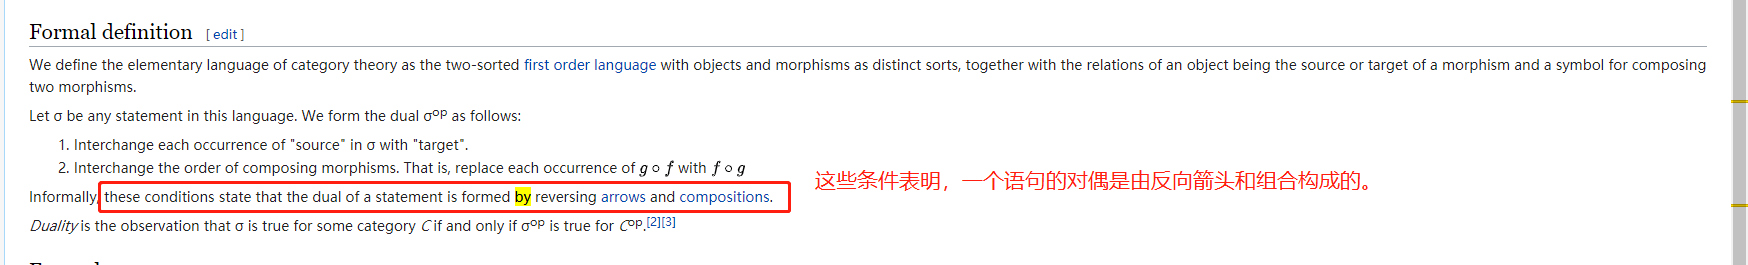 Formal definition [ edit ]
We define the elementary language of category theory as the two-sorted first order language with objects and morphisms as distinct sorts, together with the relations of an object being the source or target of a morphism and a symbol for composing
two morphisms.
Let σ be any statement in this language. We form the dual σᵒᵖ as follows:
1. Interchange each occurrence of "source" in σ with "target".
2. Interchange the order of composing morphisms. That is, replace each occurrence of g ∘ f with f ∘ g
Informally, these conditions state that the dual of a statement is formed by reversing arrows and compositions.
这些条件表明，一个语句的对偶是由反向箭头和组合构成的。
Duality is the observation that σ is true for some category C if and only if σᵒᵖ is true for Cᵒᵖ.[2][3]